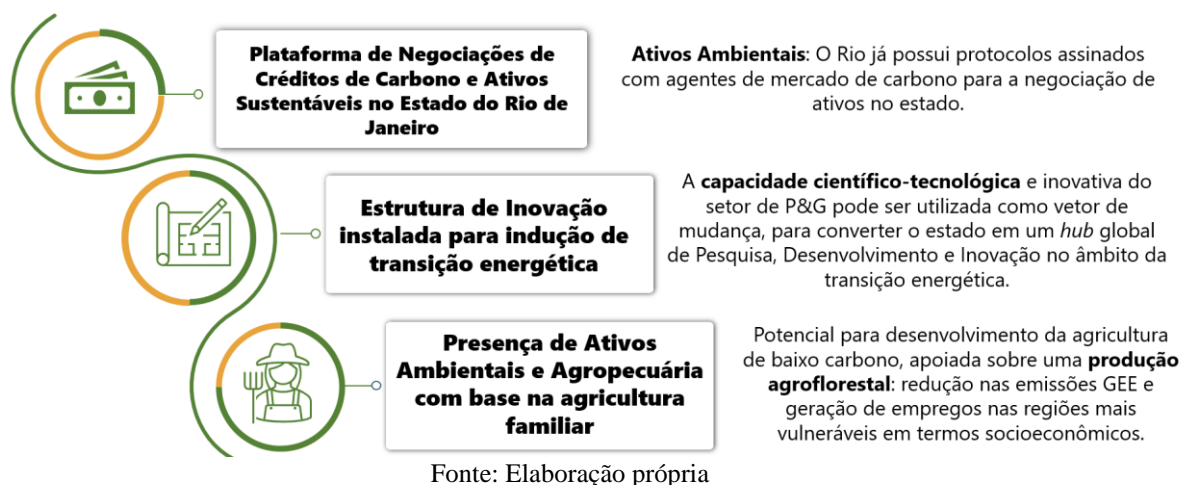 Plataforma de Negociações de
Créditos de Carbono e Ativos
Sustentáveis no Estado do Rio de
Janeiro
Ativos Ambientais: O Rio já possui protocolos assinados
com agentes de mercado de carbono para a negociação de
ativos no estado.
Estrutura de Inovação
instalada para indução de
transição energética
A capacidade científico-tecnológica e inovativa do
setor de P&G pode ser utilizada como vetor de
mudança, para converter o estado em um hub global
de Pesquisa, Desenvolvimento e Inovação no âmbito da
transição energética.
Presença de Ativos
Ambientais e Agropecuária
com base na agricultura
familiar
Potencial para desenvolvimento da agricultura
de baixo carbono, apoiada sobre uma produção
agroflorestal: redução nas emissões GEE e
geração de empregos nas regiões mais
vulneráveis em termos socioeconômicos.
Fonte: Elaboração própria